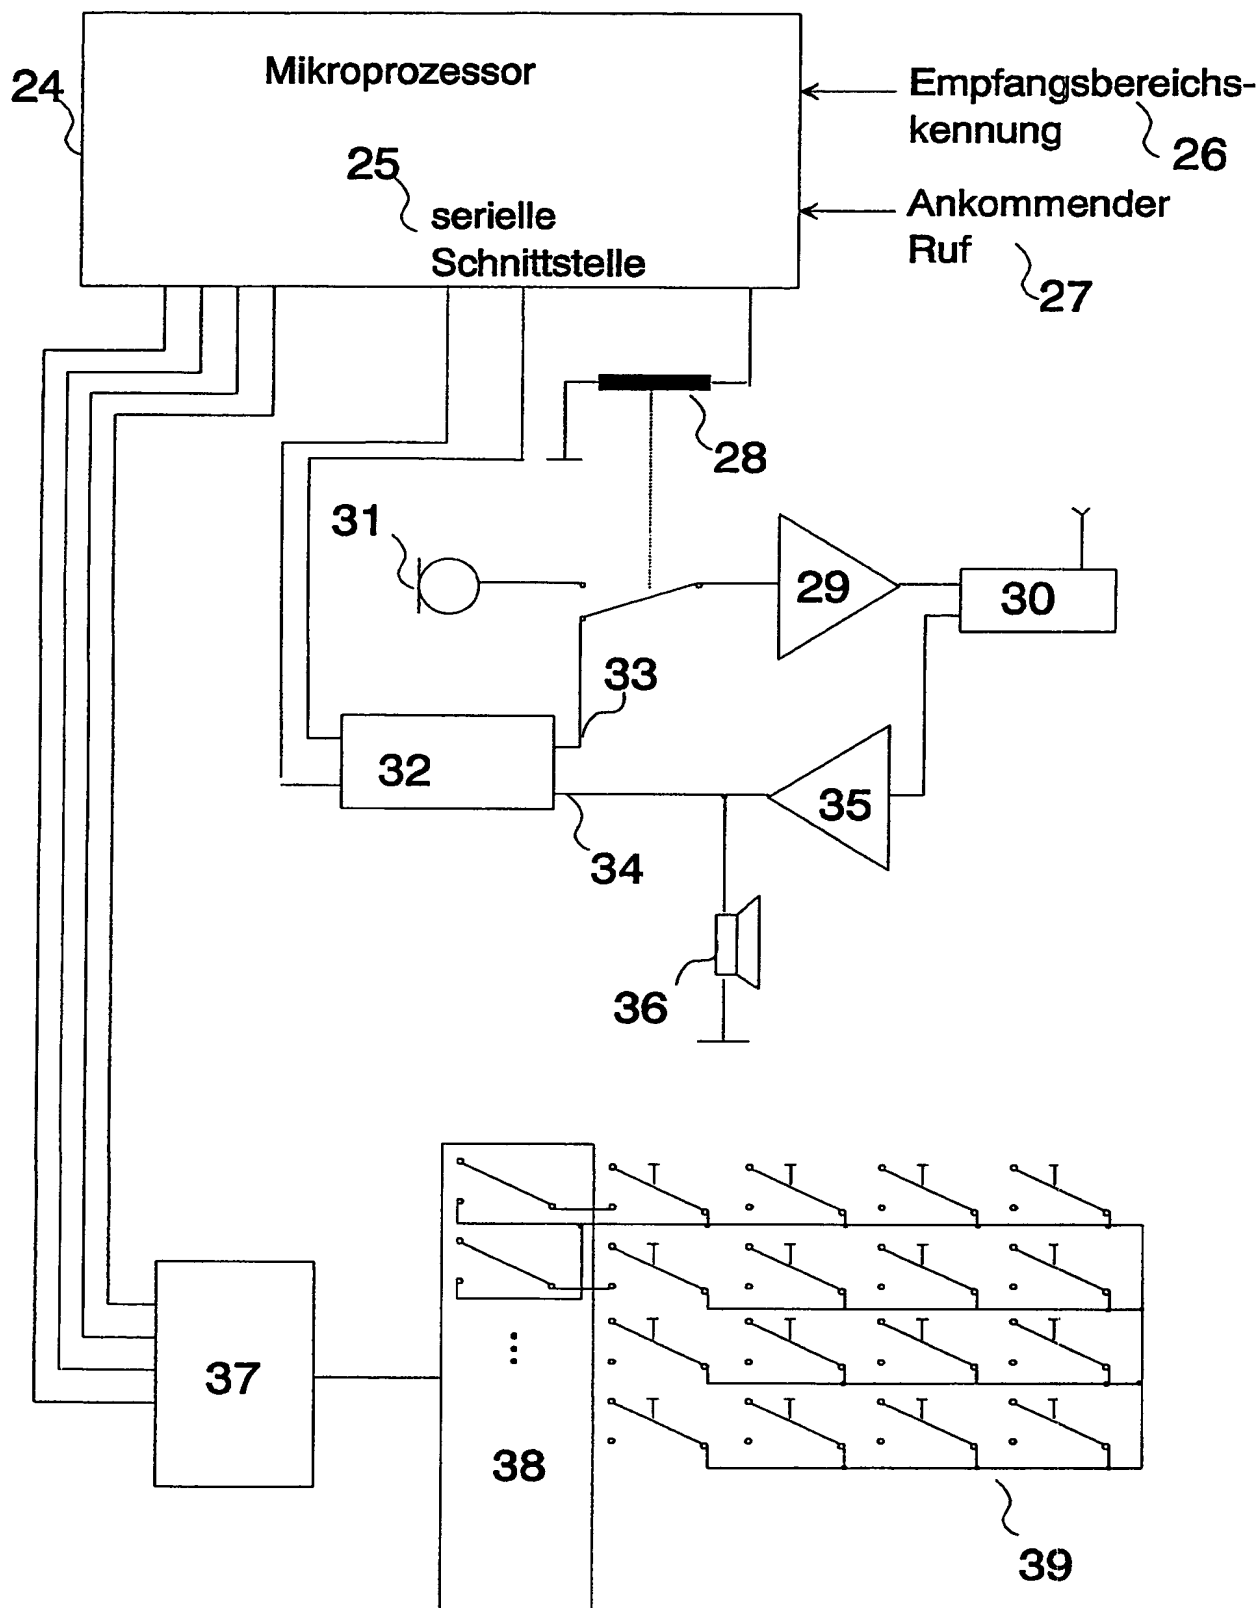 Mikroprozessor
24
Empfangsbereichs-
kennung
26
25
serielle
Schnittstelle
Ankommender
Ruf
27
28
31
29
30
33
32
35
34
36
37
38
39